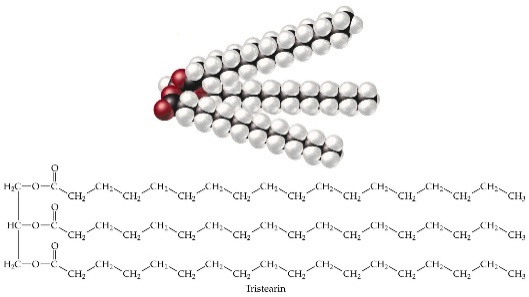 O
H₂C—O—C CH₂ CH₂ CH₂ CH₂ CH₂ CH₂ CH₂ CH₂
CH₂ CH₂ CH₂ CH₂ CH₂ CH₂ CH₂ CH₂ CH₃
O
HC—O—C CH₂ CH₂ CH₂ CH₂ CH₂ CH₂ CH₂ CH₂
CH₂ CH₂ CH₂ CH₂ CH₂ CH₂ CH₂ CH₂ CH₃
O
H₂C—O—C CH₂ CH₂ CH₂ CH₂ CH₂ CH₂ CH₂ CH₂
CH₂ CH₂ CH₂ CH₂ CH₂ CH₂ CH₂ CH₂ CH₃
Tristearin